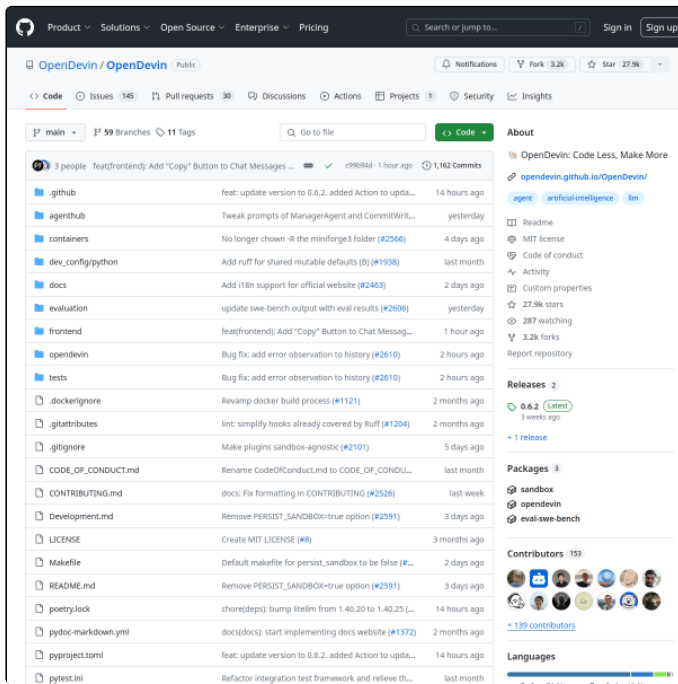 Product Solutions Open Source Enterprise Pricing Search or jump to... / Sign in Sign up
OpenDevin / OpenDevin Public Notifications Fork 3.2k Star 27.9k
Code Issues 145 Pull requests 30 Discussions Actions Projects 1 Security Insights
main 59 Branches 11 Tags Go to file Code
3 people feat(frontend): Add "Copy" Button to Chat Messages ... c99b94d · 1 hour ago 1,162 Commits
.github feat: update version to 0.6.2. added Action to upda... 14 hours ago
agenthub Tweak prompts of ManagerAgent and CommitWrit... yesterday
containers No longer chown -R the miniforge3 folder (#2566) 4 days ago
dev_config/python Add ruff for shared mutable defaults (B) (#1938) last month
docs Add i18n support for official website (#2463) 2 days ago
evaluation update swe-bench output with eval results (#2606) yesterday
frontend feat(frontend): Add "Copy" Button to Chat Messag... 1 hour ago
opendevin Bug fix: add error observation to history (#2610) 2 hours ago
tests Bug fix: add error observation to history (#2610) 2 hours ago
.dockerignore Revamp docker build process (#1121) 2 months ago
.gitattributes lint: simplify hooks already covered by Ruff (#1204) 2 months ago
.gitignore Make plugins sandbox-agnostic (#2101) 5 days ago
CODE_OF_CONDUCT.md Rename CodeOfConduct.md to CODE_OF_CONDU... last month
CONTRIBUTING.md docs: Fix formatting in CONTRIBUTING (#2526) last week
Development.md Remove PERSIST_SANDBOX=true option (#2591) 3 days ago
LICENSE Create MIT LICENSE (#8) 3 months ago
Makefile Default makefile for persist_sandbox to be false (#... 2 days ago
README.md Remove PERSIST_SANDBOX=true option (#2591) 3 days ago
poetry.lock chore(deps): bump litellm from 1.40.20 to 1.40.25 (... 14 hours ago
pydoc-markdown.yml docs(docs): start implementing docs website (#1372) 2 months ago
pyproject.toml feat: update version to 0.6.2. added Action to upda... 14 hours ago
pytest.ini Refactor integration test framework and relieve th... last month
About
OpenDevin: Code Less, Make More
opendevin.github.io/OpenDevin/
agent artificial-intelligence llm
Readme
MIT license
Code of conduct
Activity
Custom properties
27.9k stars
287 watching
3.2k forks
Report repository
Releases 2
0.6.2 Latest
3 weeks ago
+ 1 release
Packages 3
sandbox
opendevin
eval-swe-bench
Contributors 153
+ 139 contributors
Languages